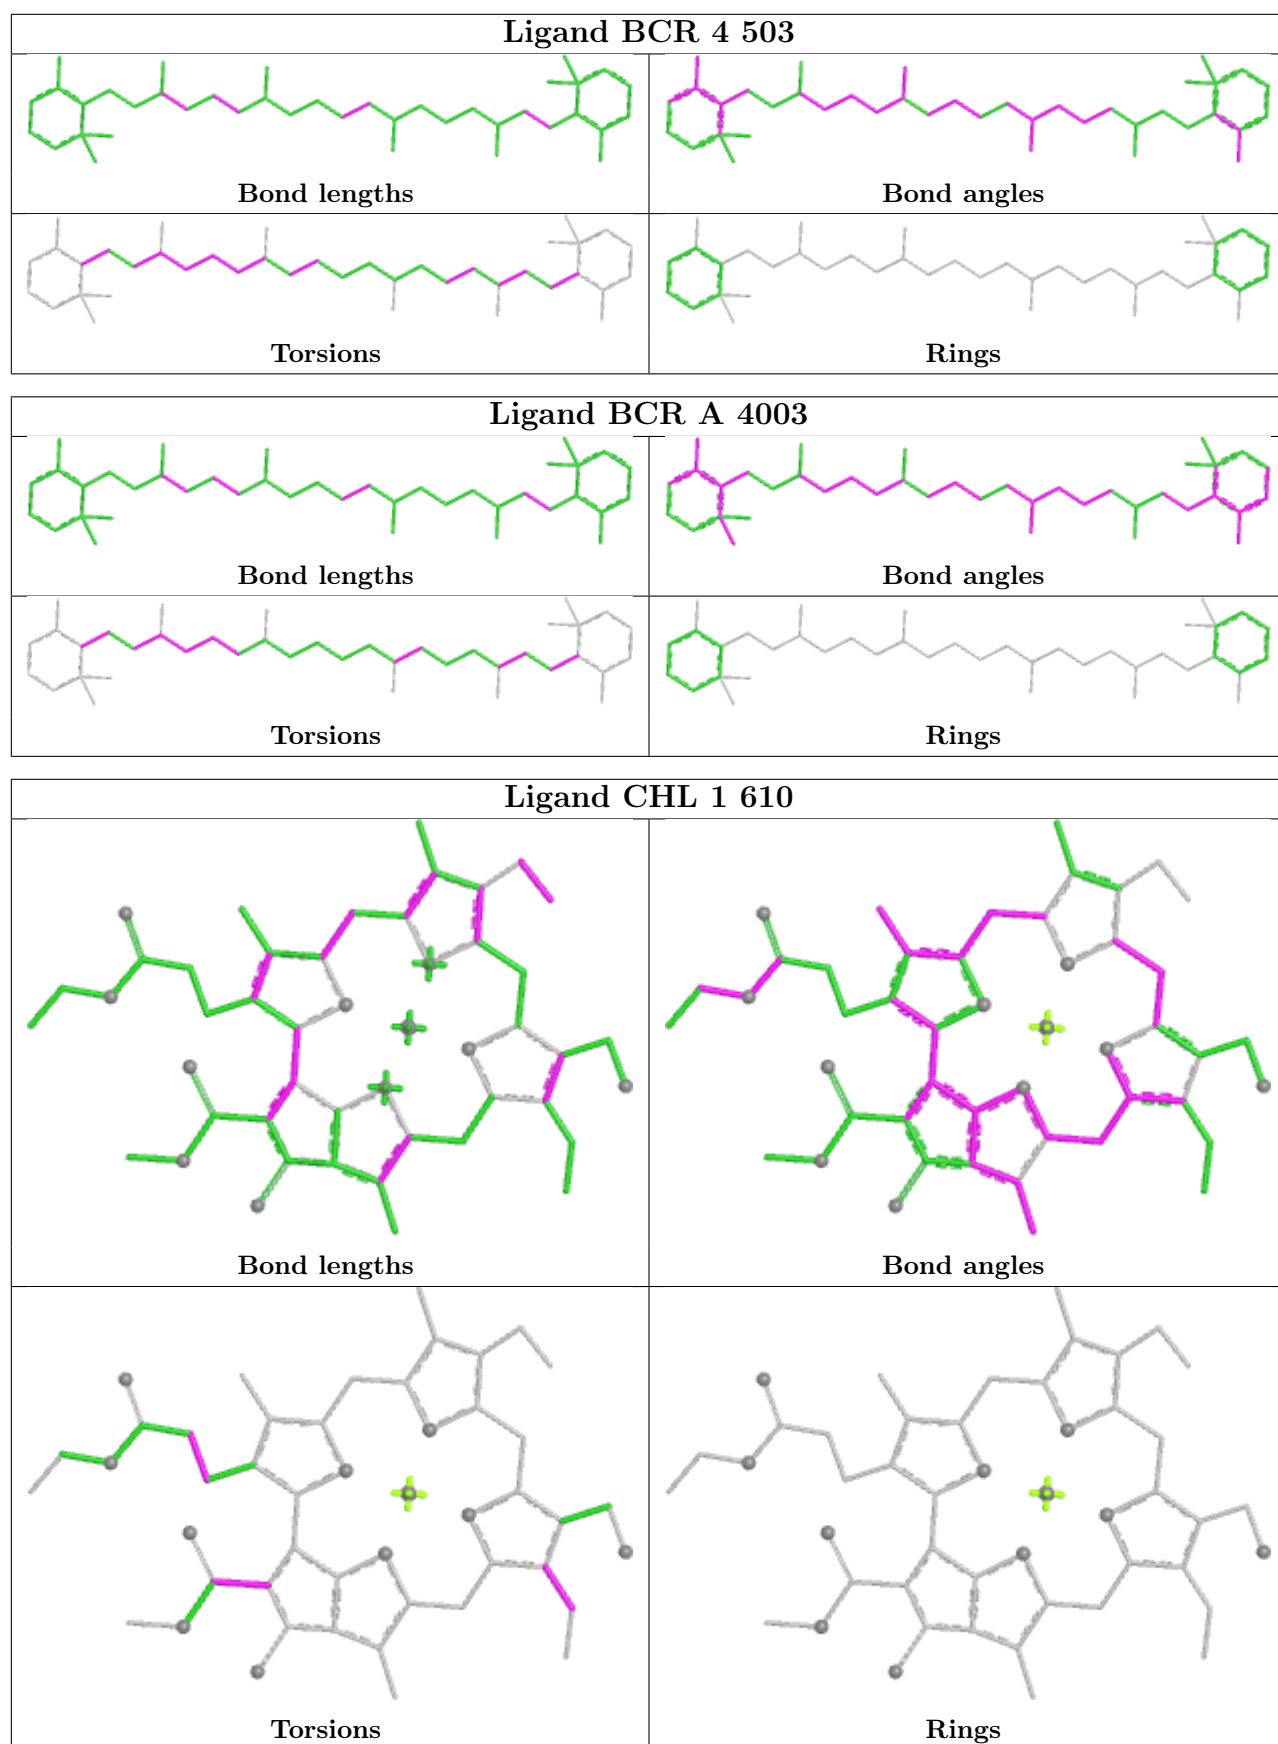 Ligand BCR 4 503
Bond lengths
Bond angles
Torsions
Rings
Ligand BCR A 4003
Bond lengths
Bond angles
Torsions
Rings
Ligand CHL 1 610
Bond lengths
Bond angles
Torsions
Rings